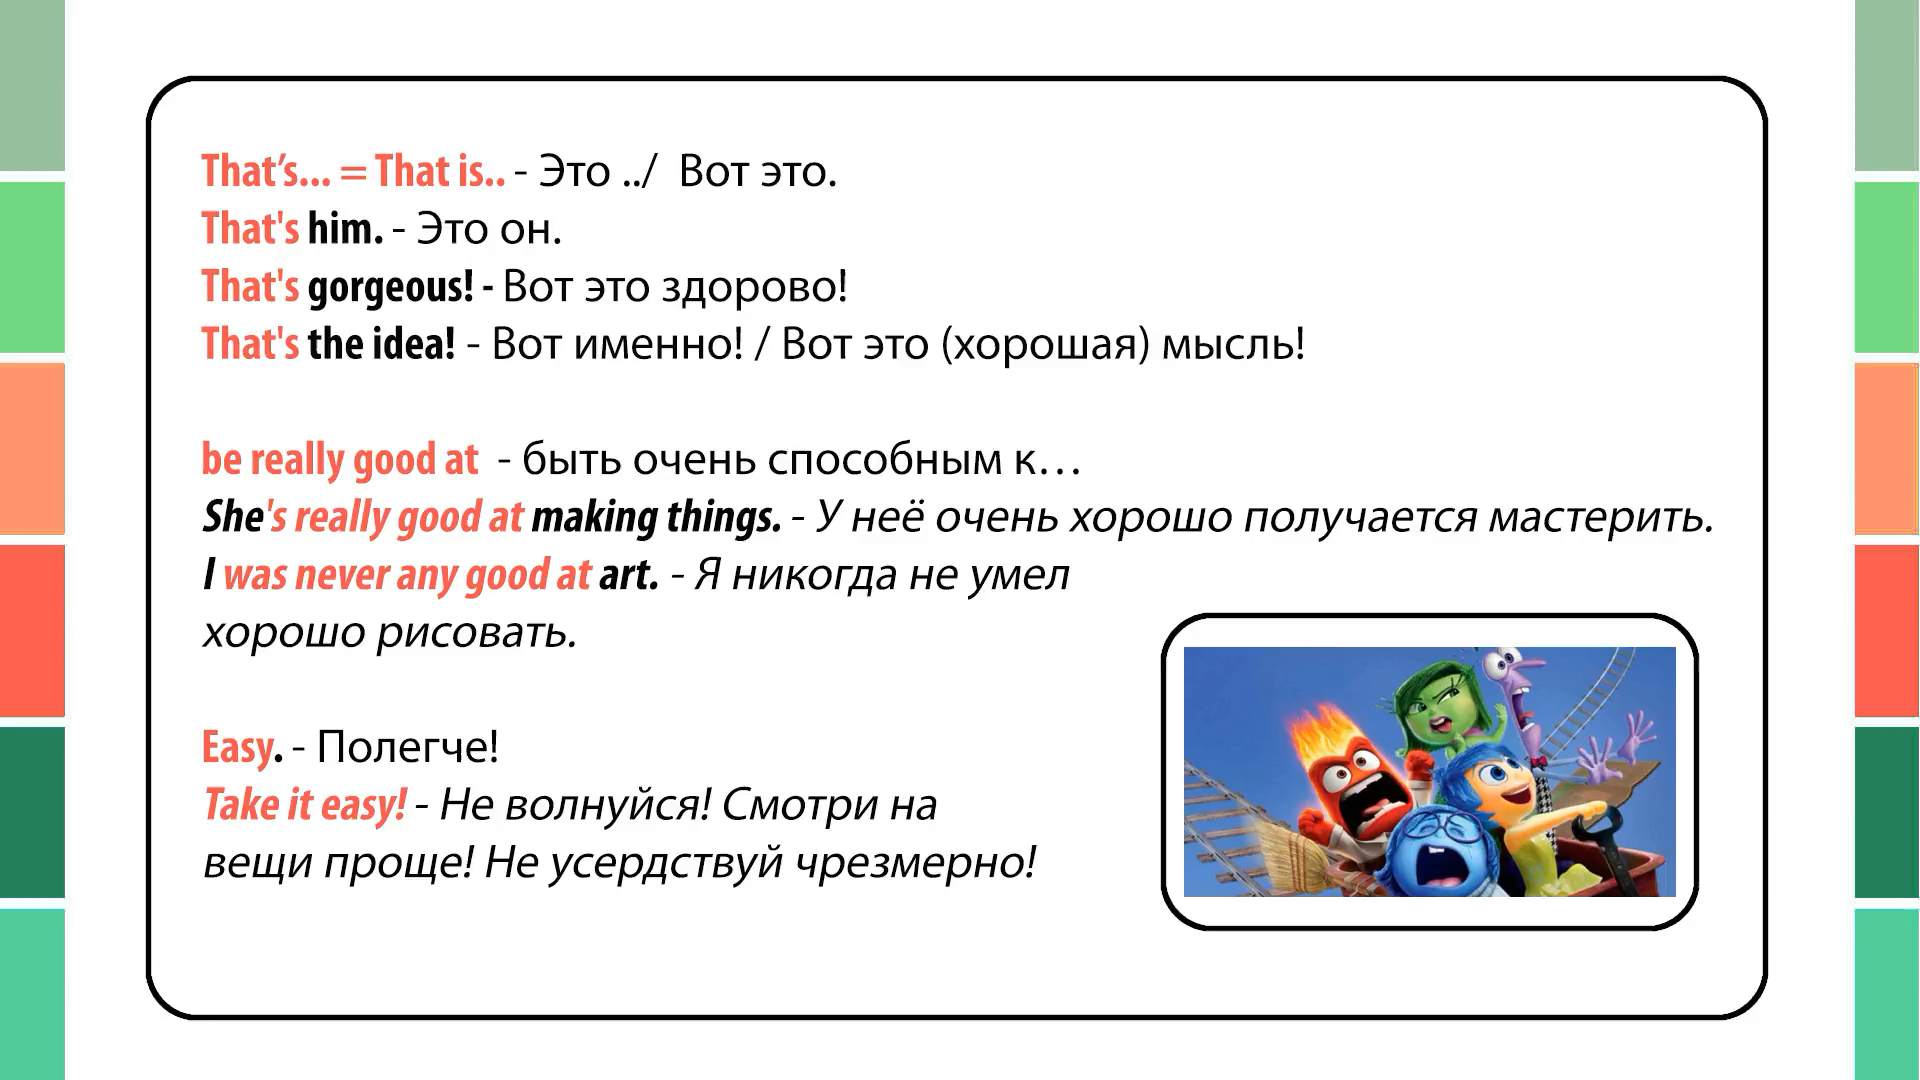 That’s... = That is.. - Это ../ Вот это.
That's him. - Это он.
That's gorgeous! - Вот это здорово!
That's the idea! - Вот именно! / Вот это (хорошая) мысль!
be really good at - быть очень способным к…
She's really good at making things. - У неё очень хорошо получается мастерить.
I was never any good at art. - Я никогда не умел
хорошо рисовать.
Easy. - Полегче!
Take it easy! - Не волнуйся! Смотри на
вещи проще! Не усердствуй чрезмерно!